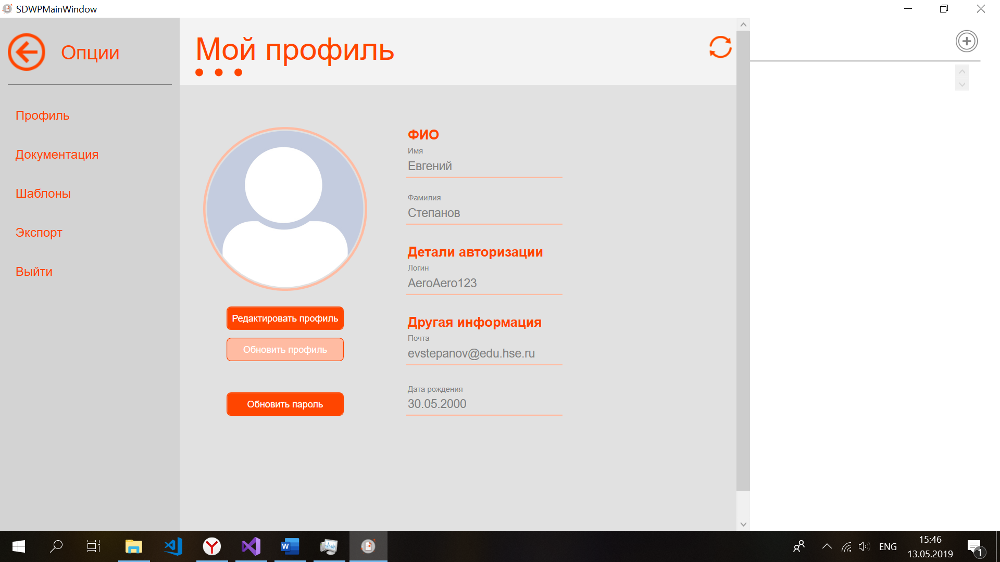 SDWPMainWindow
Опции
Профиль
Документация
Шаблоны
Экспорт
Выйти
Мой профиль
Редактировать профиль
Обновить профиль
Обновить пароль
ФИО
Имя
Евгений
Фамилия
Степанов
Детали авторизации
Логин
AeroAero123
Другая информация
Почта
evstepanov@edu.hse.ru
Дата рождения
30.05.2000
ENG
15:46
13.05.2019
1